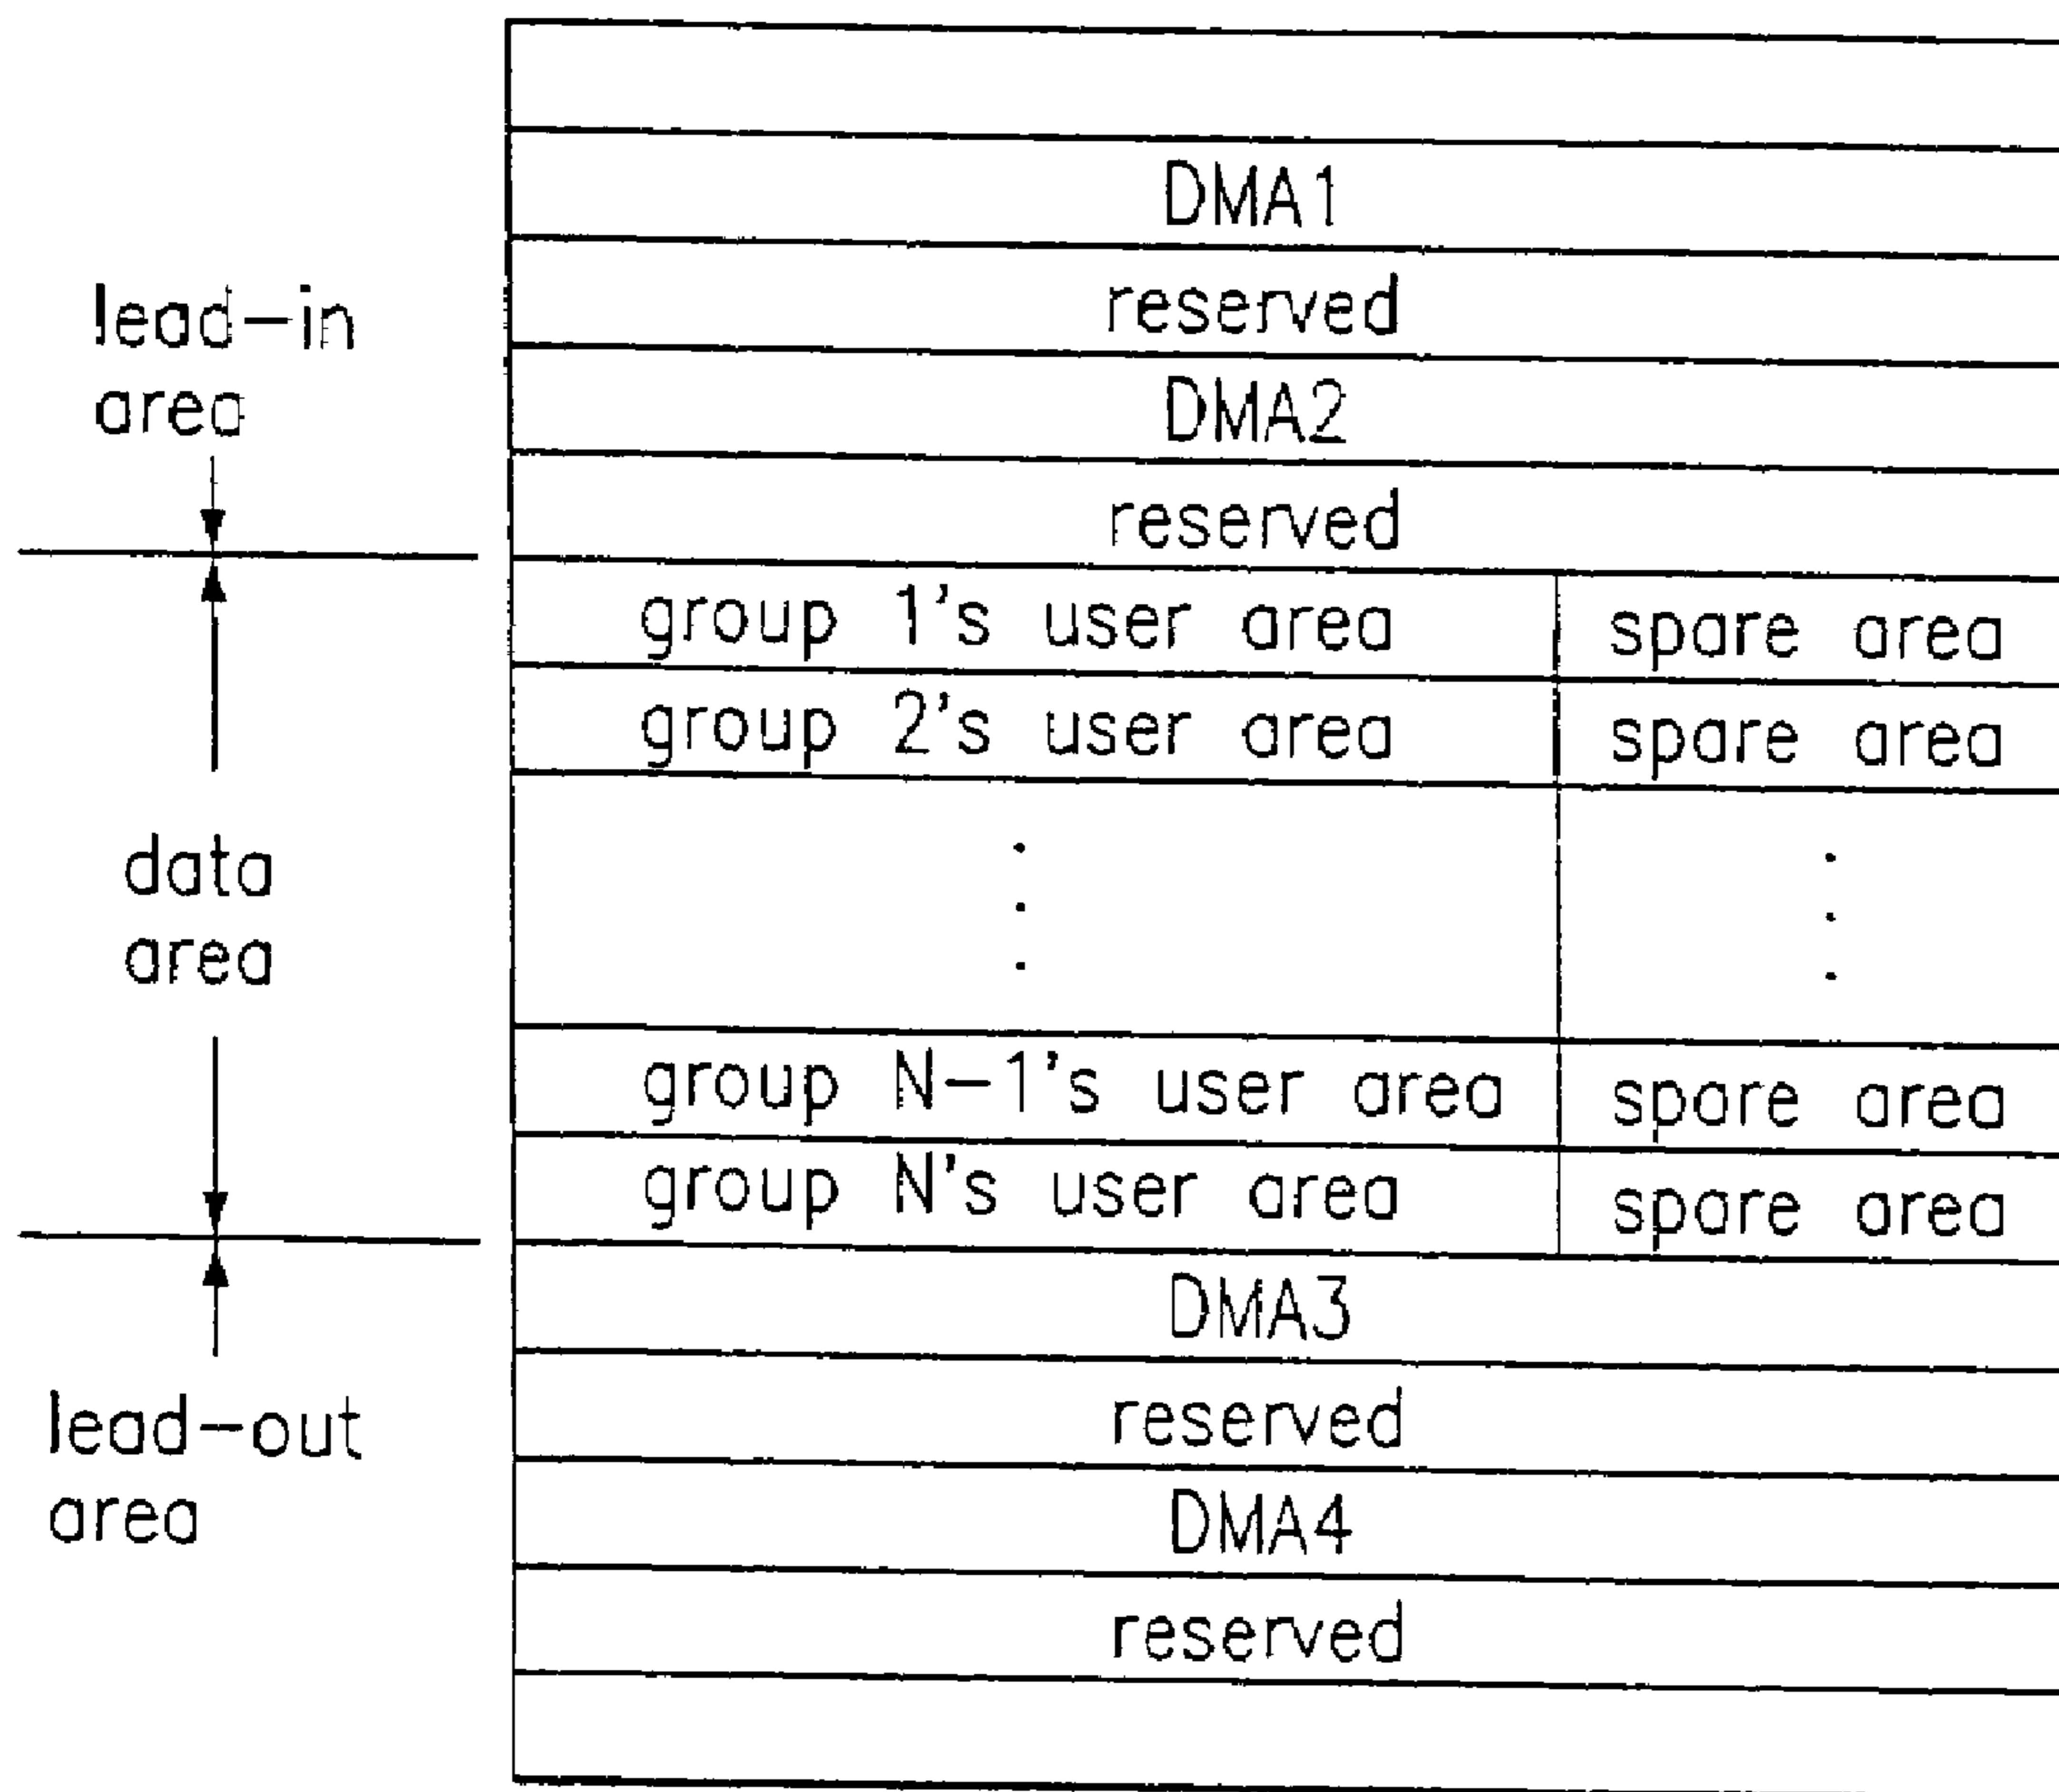 DMA1
reserved
lead-in
area
DMA2
reserved
group 1's user area spare area
group 2's user area spare area
data
area
group N-1's user area spare area
group N's user area spare area
DMA3
reserved
lead-out
area
DMA4
reserved